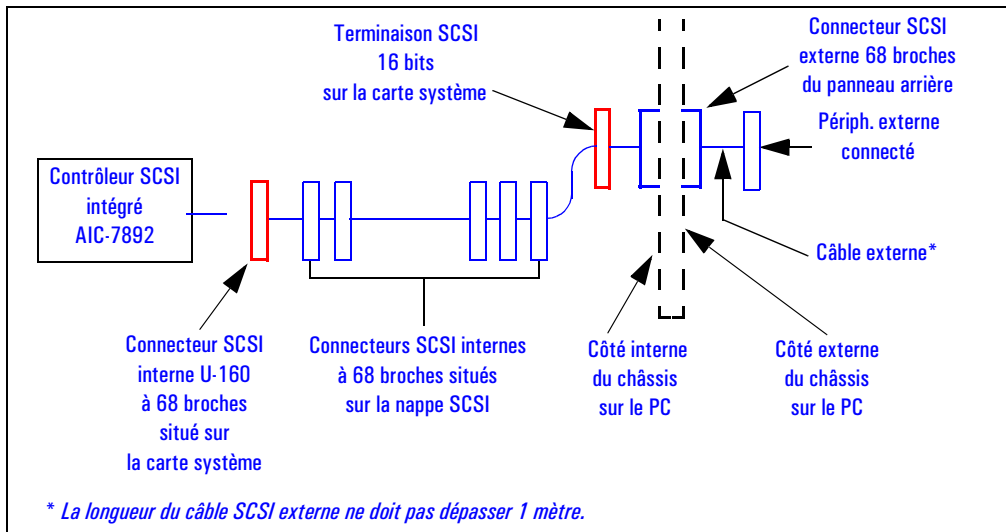 Terminaison SCSI
16 bits
sur la carte système
Connecteur SCSI
externe 68 broches
du panneau arrière
Périph. externe
connecté
Contrôleur SCSI
intégré
AIC-7892
Câble externe*
Connecteur SCSI
interne U-160
à 68 broches
situé sur
la carte système
Connecteurs SCSI internes
à 68 broches situés
sur la nappe SCSI
Côté interne
du châssis
sur le PC
Côté externe
du châssis
sur le PC
* La longueur du câble SCSI externe ne doit pas dépasser 1 mètre.